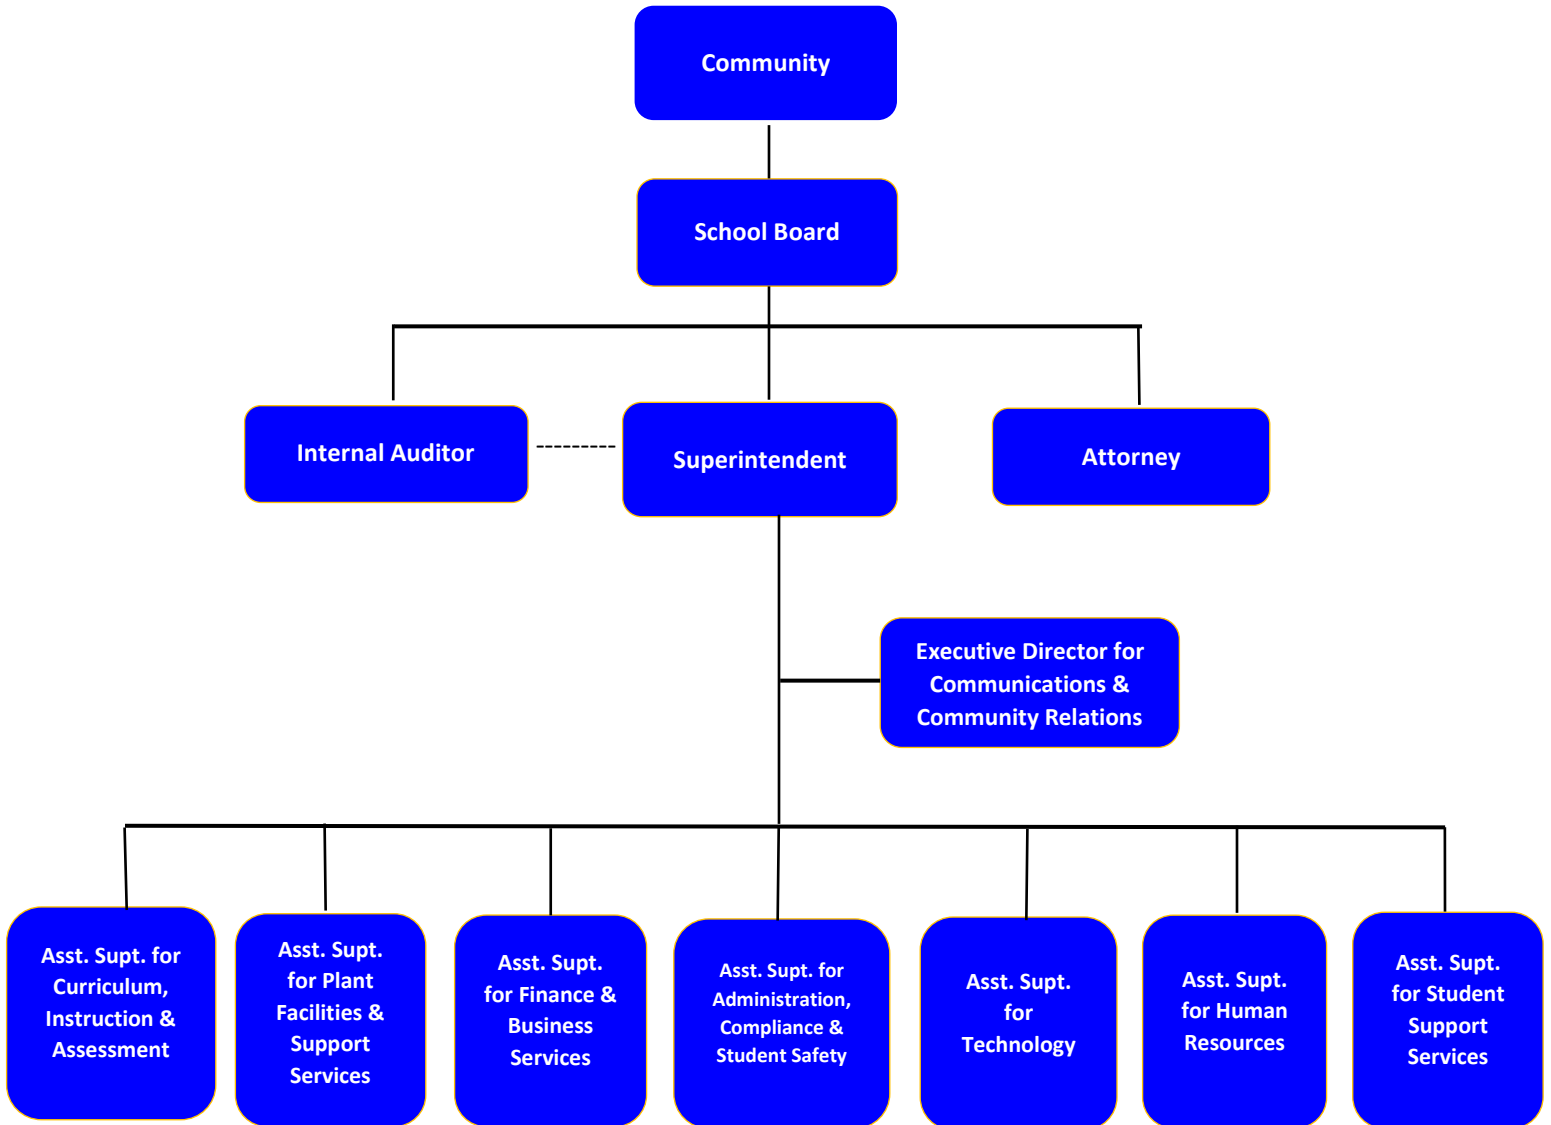 Community
School Board
Internal Auditor
Superintendent
Attorney
Executive Director for
Communications &
Community Relations
Asst. Supt. for
Curriculum,
Instruction &
Assessment
Asst. Supt.
for Plant
Facilities &
Support
Services
Asst. Supt.
for Finance &
Business
Services
Asst. Supt. for
Administration,
Compliance &
Student Safety
Asst. Supt.
for
Technology
Asst. Supt.
for Human
Resources
Asst. Supt.
for Student
Support
Services